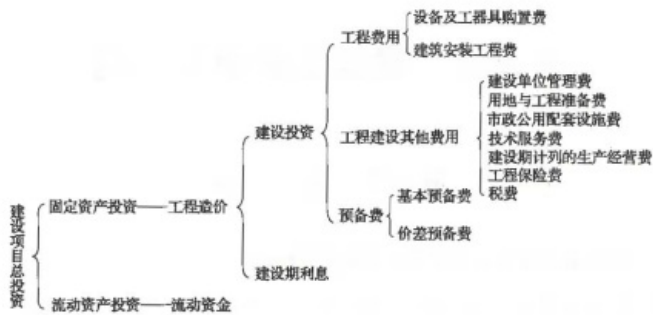 设备及工器具购置费
工程费用
建筑安装工程费
建设单位管理费
用地与工程准备费
市政公用配套设施费
建设投资
工程建设其他费用
技术服务费
建设期计列的生产经营费
工程保险费
税费
基本预备费
固定资产投资——工程造价
预备费
价差预备费
建设项目总投资
建设期利息
流动资产投资——流动资金